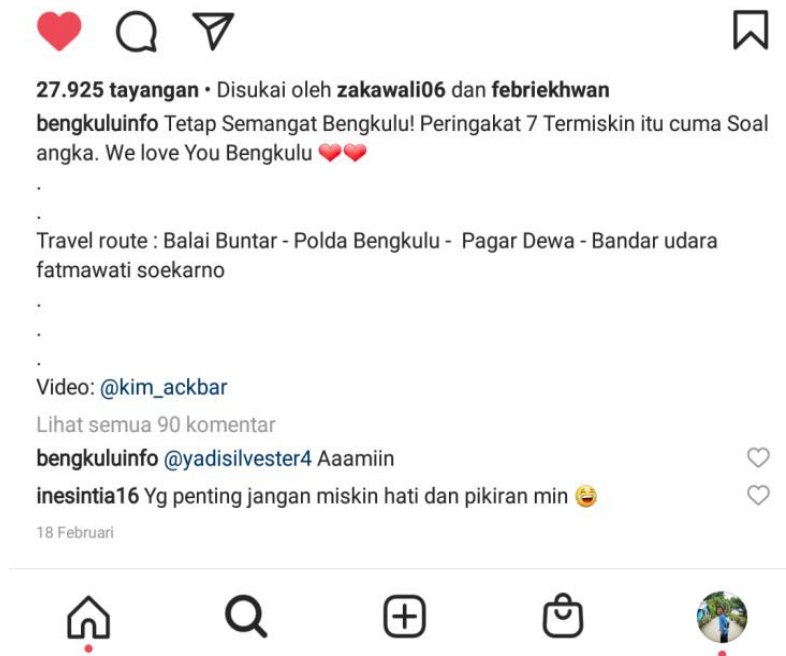 27.925 tayangan • Disukai oleh zakawali06 dan febriekhwan
bengkuluinfo Tetap Semangat Bengkulu! Peringakat 7 Termiskin itu cuma Soal
angka. We love You Bengkulu ❤❤
.
.
Travel route : Balai Buntar - Polda Bengkulu - Pagar Dewa - Bandar udara
fatmawati soekarno
.
.
.
Video: @kim_ackbar
Lihat semua 90 komentar
bengkuluinfo @yadisilvester4 Aaamiin
inesintia16 Yg penting jangan miskin hati dan pikiran min 😂
18 Februari